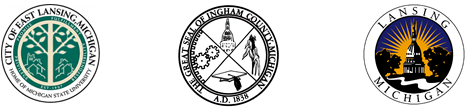 CITY OF EAST LANSING, MICHIGAN
HOME OF MICHIGAN STATE UNIVERSITY
THE GREAT SEAL OF INGHAM COUNTY, MICHIGAN
A.D. 1838
LANSING
MICHIGAN